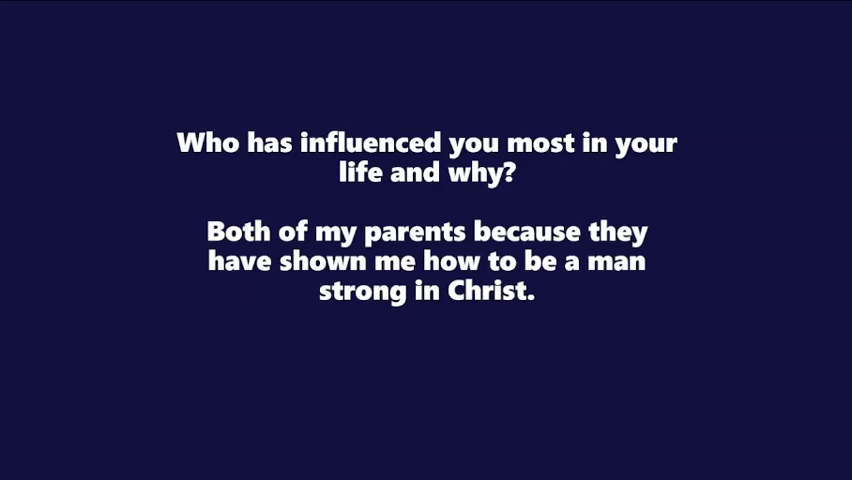 Who has influenced you most in your
life and why?
Both of my parents because they
have shown me how to be a man
strong in Christ.